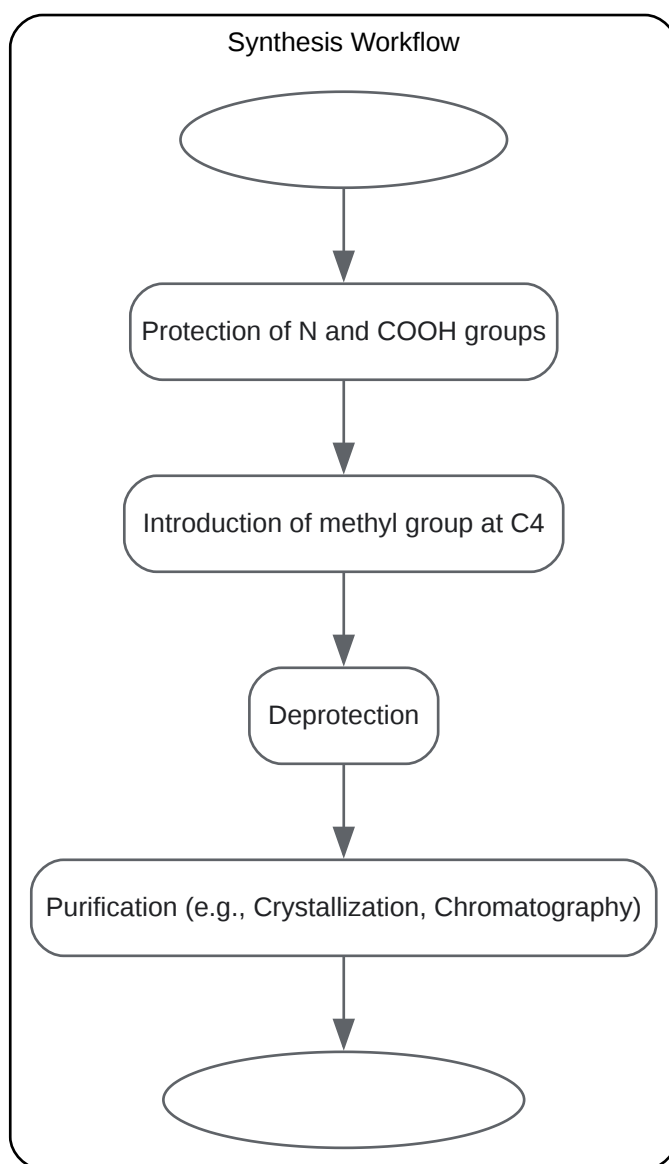 Synthesis Workflow
Protection of N and COOH groups
Introduction of methyl group at C4
Deprotection
Purification (e.g., Crystallization, Chromatography)